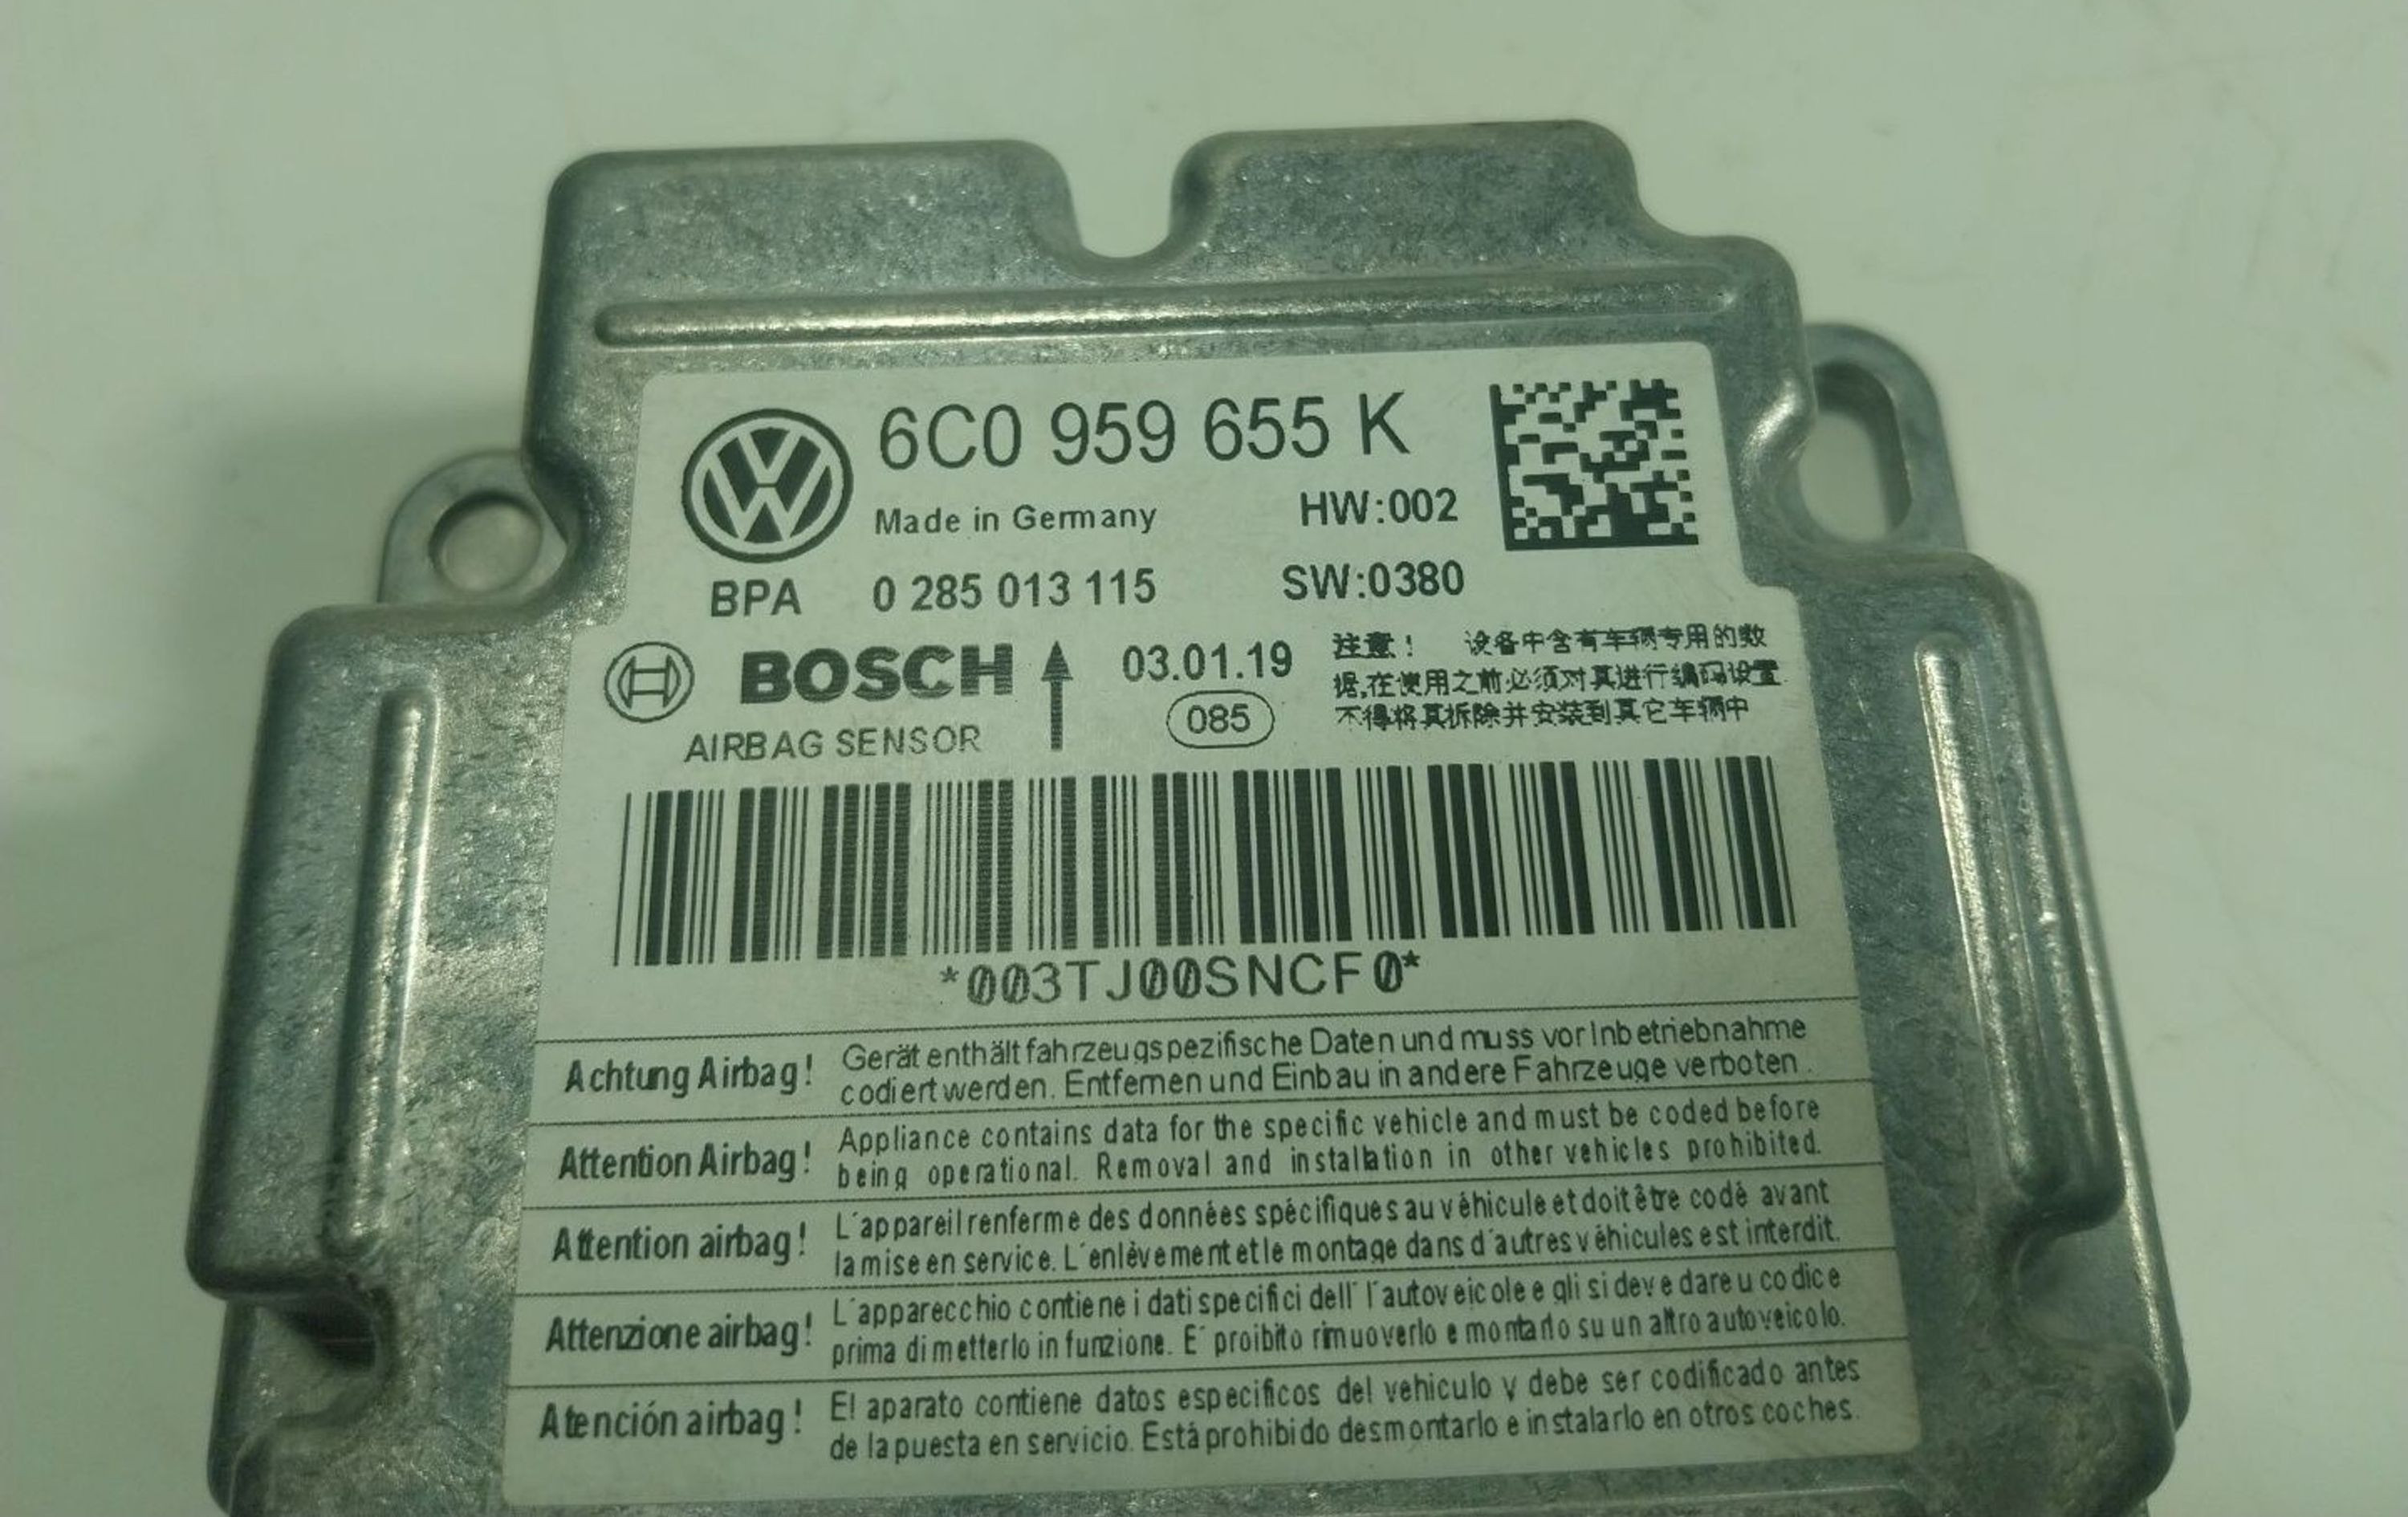 6C0 959 655 K
Made in Germany HW:002
BPA 0 285 013 115 SW:0380
BOSCH 03.01.19
AIRBAG SENSOR 085
注意! 设备中含有车辆专用的数
据,在使用之前必须对其进行编码设置
不得将其拆除并安装到其它车辆中
*003TJ00SNCF0*
Achtung Airbag! Gerät enthält fahrzeugspezifische Daten und muss vor Inbetriebnahme
codiert werden. Entfernen und Einbau in andere Fahrzeuge verboten.
Attention Airbag! Appliance contains data for the specific vehicle and must be coded before
being operational. Removal and installation in other vehicles prohibited.
Attention airbag! L´appareil renferme des données spécifiques au véhicule et doit être codé avant
la mise en service. L´enlèvement et le montage dans d´autres véhicules est interdit.
Attenzione airbag! L´apparecchio contiene i dati specifici dell´ l´autoveicole e gli si deve dare u codice
prima di metterlo in funzione. E´ proibito rimuoverlo e montarlo su un altro autoveicolo.
Atención airbag! El aparato contiene datos especificos del vehiculo y debe ser codificado antes
de la puesta en servicio. Está prohibido desmontarlo e instalarlo en otros coches.